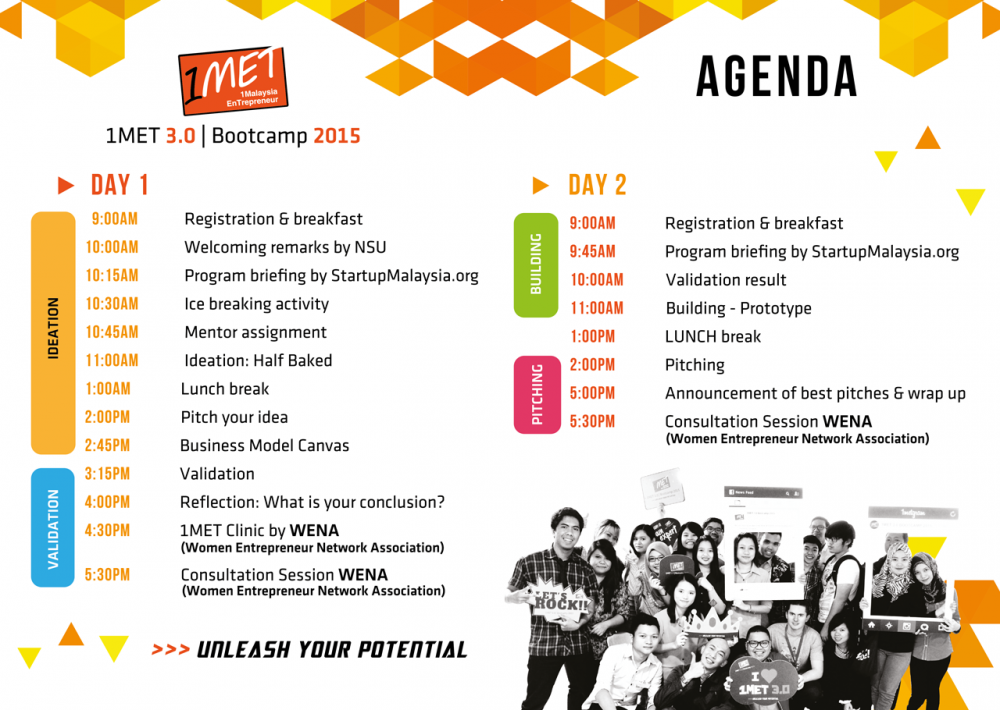 1MET
1Malaysia
EnTrepreneur
AGENDA
1MET 3.0 | Bootcamp 2015
DAY 1
IDEATION
9:00AM Registration & breakfast
10:00AM Welcoming remarks by NSU
10:15AM Program briefing by StartupMalaysia.org
10:30AM Ice breaking activity
10:45AM Mentor assignment
11:00AM Ideation: Half Baked
1:00AM Lunch break
2:00PM Pitch your idea
2:45PM Business Model Canvas
VALIDATION
3:15PM Validation
4:00PM Reflection: What is your conclusion?
4:30PM 1MET Clinic by WENA
(Women Entrepreneur Network Association)
5:30PM Consultation Session WENA
(Women Entrepreneur Network Association)
>>> UNLEASH YOUR POTENTIAL
DAY 2
BUILDING
9:00AM Registration & breakfast
9:45AM Program briefing by StartupMalaysia.org
10:00AM Validation result
11:00AM Building - Prototype
1:00PM LUNCH break
PITCHING
2:00PM Pitching
5:00PM Announcement of best pitches & wrap up
5:30PM Consultation Session WENA
(Women Entrepreneur Network Association)
LET'S
ROCK!!
Instagram
I
1MET 3.0